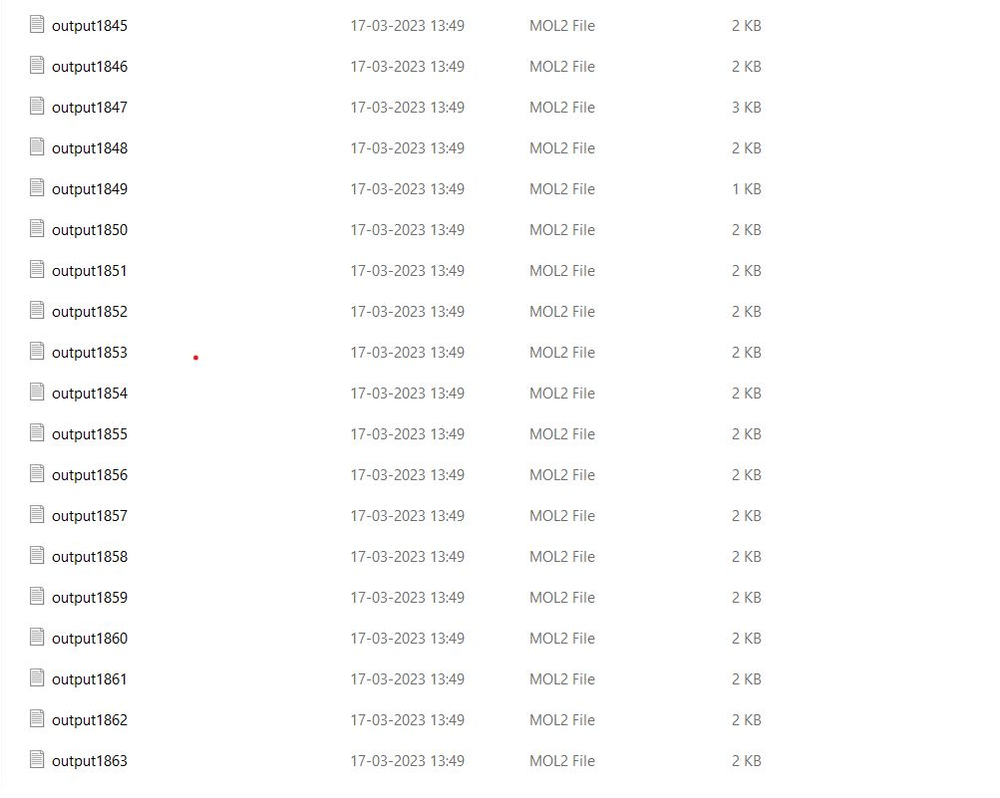 output1845 17-03-2023 13:49 MOL2 File 2 KB
output1846 17-03-2023 13:49 MOL2 File 2 KB
output1847 17-03-2023 13:49 MOL2 File 3 KB
output1848 17-03-2023 13:49 MOL2 File 2 KB
output1849 17-03-2023 13:49 MOL2 File 1 KB
output1850 17-03-2023 13:49 MOL2 File 2 KB
output1851 17-03-2023 13:49 MOL2 File 2 KB
output1852 17-03-2023 13:49 MOL2 File 2 KB
output1853 17-03-2023 13:49 MOL2 File 2 KB
output1854 17-03-2023 13:49 MOL2 File 2 KB
output1855 17-03-2023 13:49 MOL2 File 2 KB
output1856 17-03-2023 13:49 MOL2 File 2 KB
output1857 17-03-2023 13:49 MOL2 File 2 KB
output1858 17-03-2023 13:49 MOL2 File 2 KB
output1859 17-03-2023 13:49 MOL2 File 2 KB
output1860 17-03-2023 13:49 MOL2 File 2 KB
output1861 17-03-2023 13:49 MOL2 File 2 KB
output1862 17-03-2023 13:49 MOL2 File 2 KB
output1863 17-03-2023 13:49 MOL2 File 2 KB